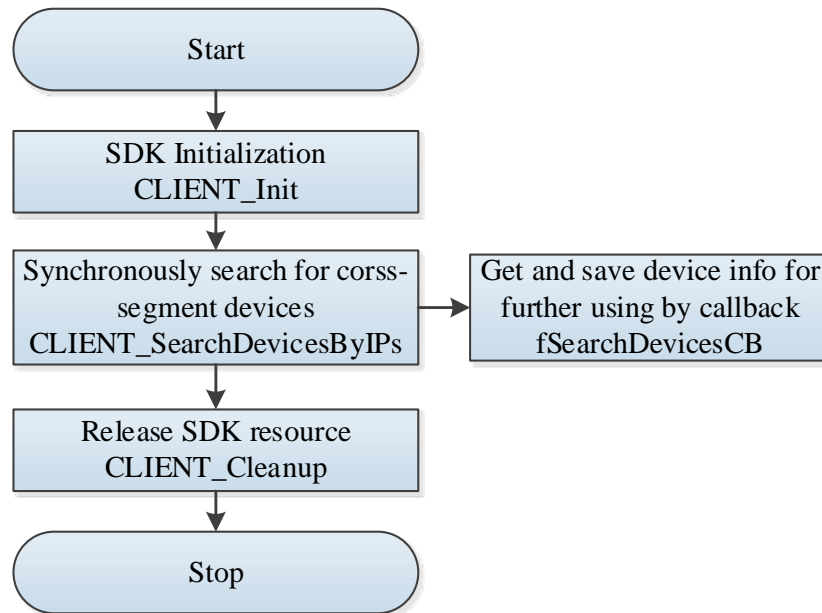 Start
SDK Initialization
CLIENT_Init
Synchronously search for corss-
segment devices
CLIENT_SearchDevicesByIPs
Get and save device info for
further using by callback
fSearchDevicesCB
Release SDK resource
CLIENT_Cleanup
Stop